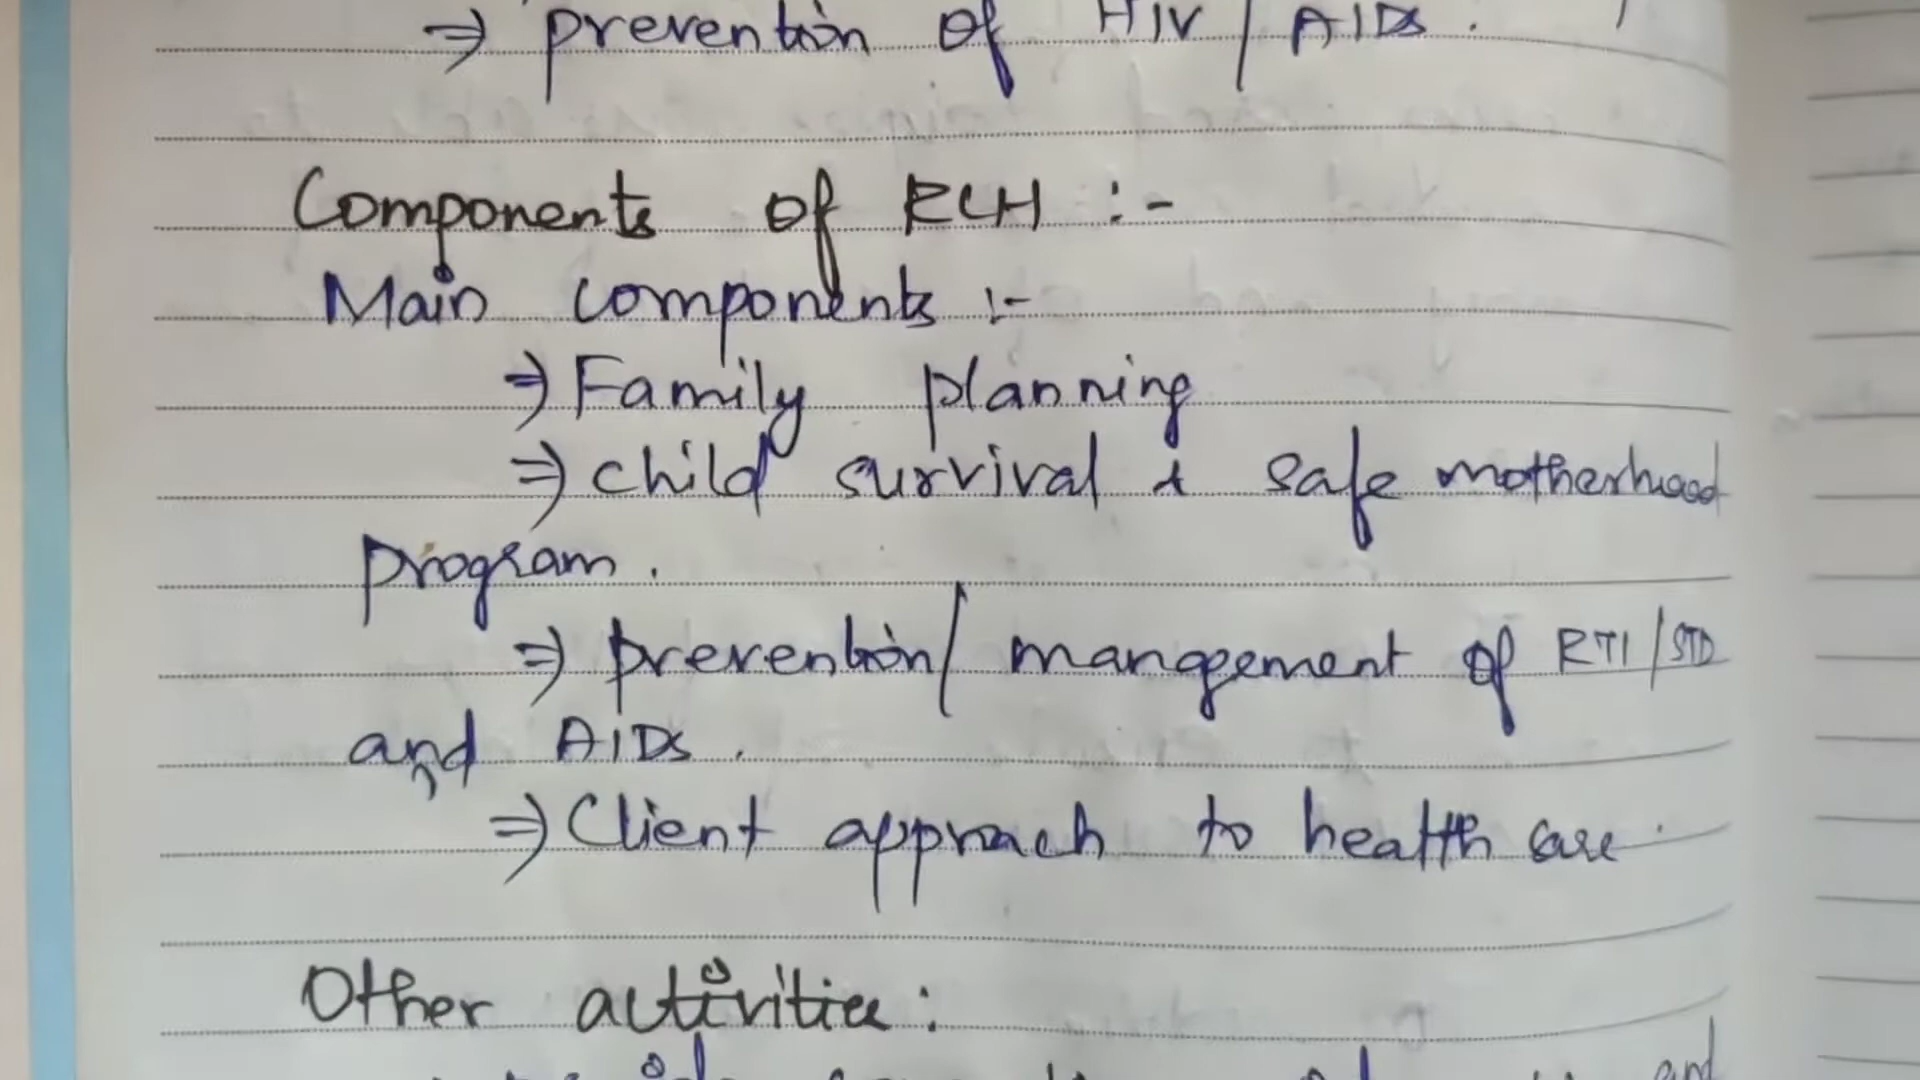 ⇒ prevention of HIV / AIDS.
Components of RCH :-
Main components :-
⇒ Family planning
⇒ child survival & safe motherhood
program.
⇒ prevention / mangement of RTI / STD
and AIDS.
⇒ Client approach to health care.
Other activities :
and